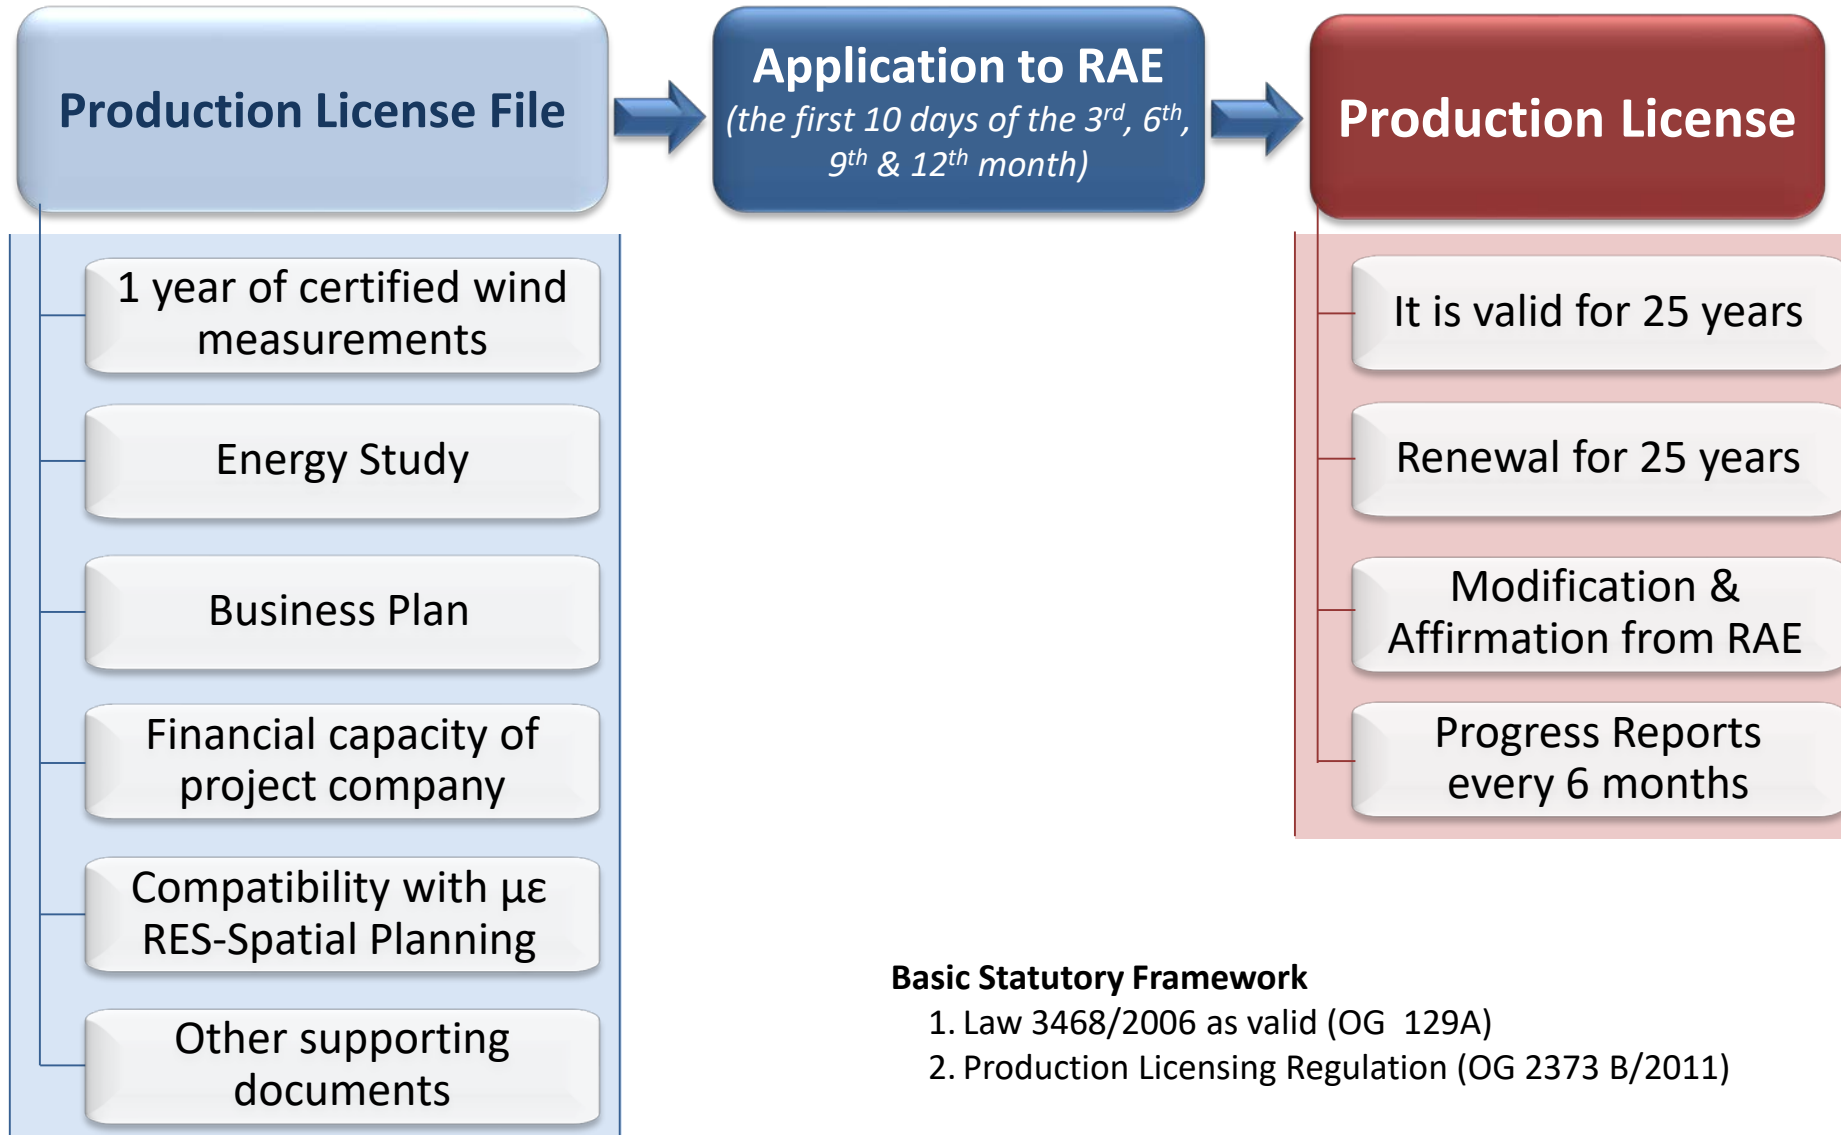 Production License File
Application to RAE
(the first 10 days of the 3rd, 6th,
9th & 12th month)
Production License
1 year of certified wind
measurements
Energy Study
Business Plan
Financial capacity of
project company
Compatibility with με
RES-Spatial Planning
Other supporting
documents
It is valid for 25 years
Renewal for 25 years
Modification &
Affirmation from RAE
Progress Reports
every 6 months
Basic Statutory Framework
1. Law 3468/2006 as valid (OG 129A)
2. Production Licensing Regulation (OG 2373 B/2011)